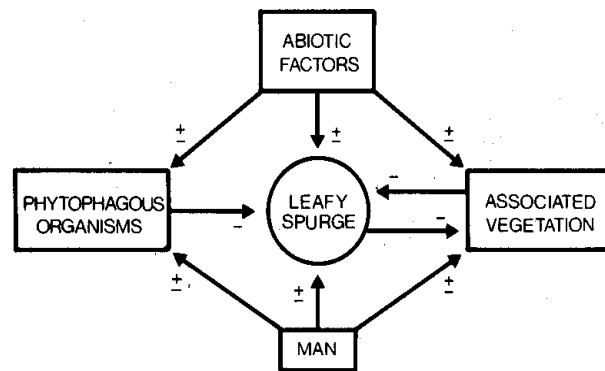 ABIOTIC
FACTORS
±
±
±
PHYTOPHAGOUS
ORGANISMS
-
LEAFY
SPURGE
-
-
ASSOCIATED
VEGETATION
±
±
±
MAN